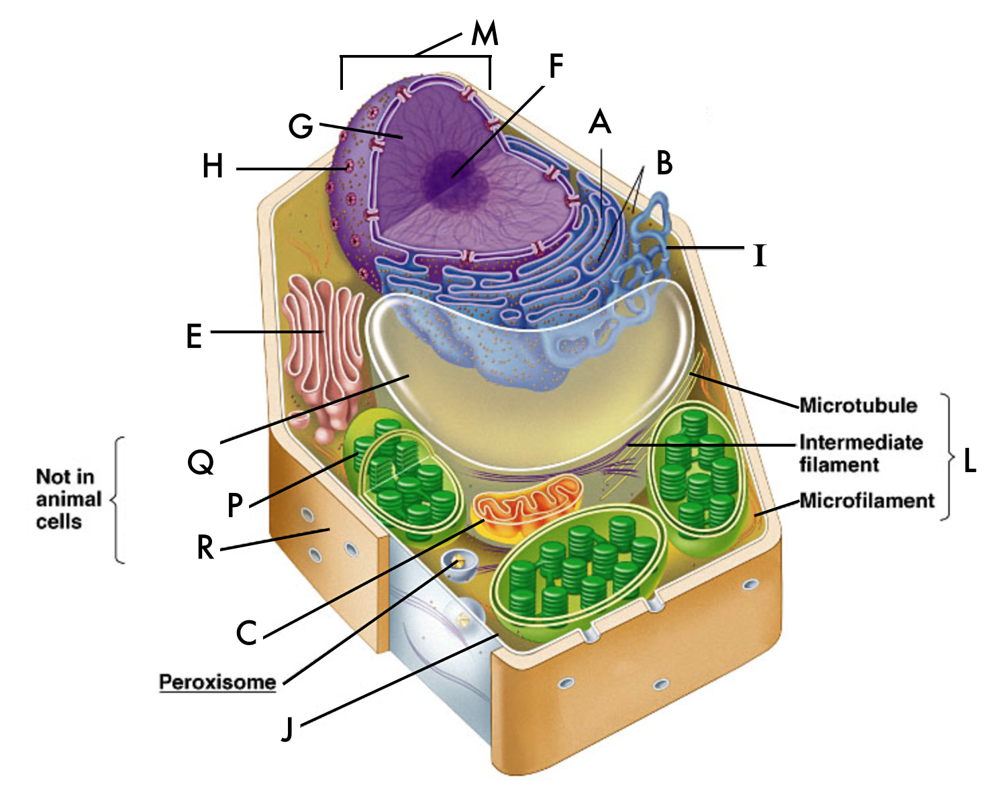 M
F
G
A
H
B
I
E
Microtubule
Intermediate
filament
L
Q
Not in
animal
cells
P
Microfilament
R
C
Peroxisome
J